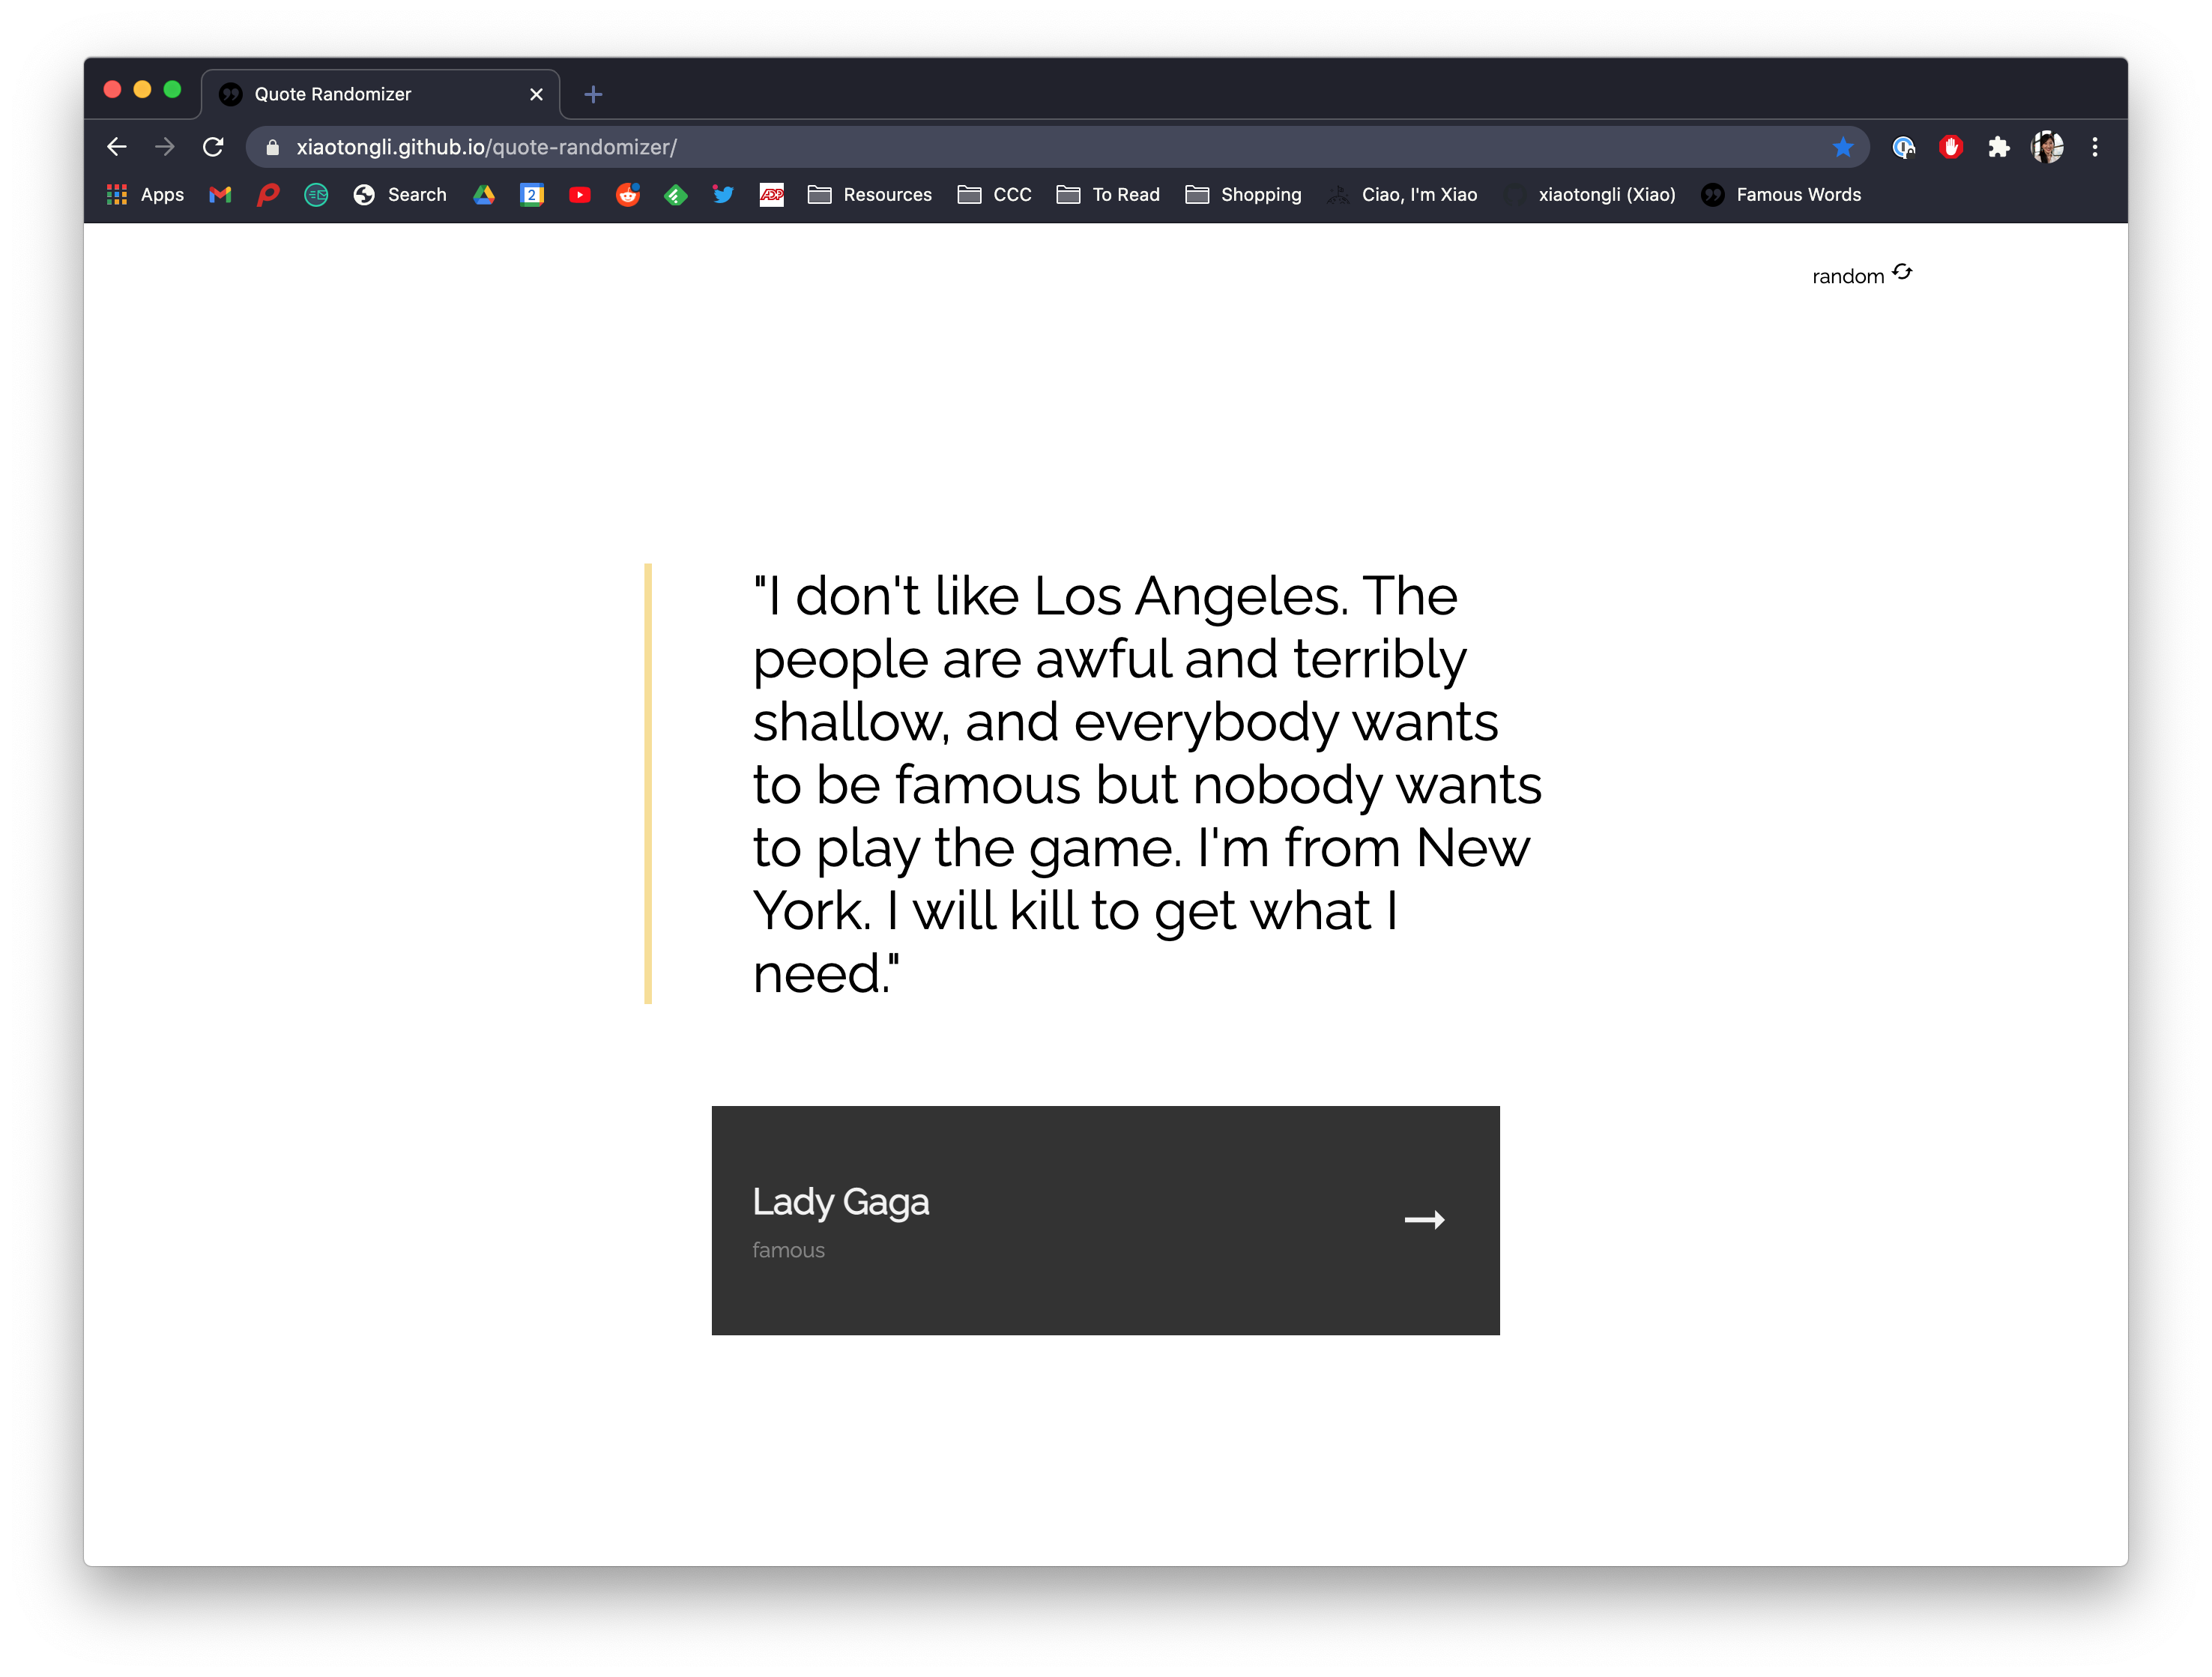 Quote Randomizer
xiaotongli.github.io/quote-randomizer/
Apps Search 2 ADP Resources CCC To Read Shopping Ciao, I'm Xiao xiaotongli (Xiao) Famous Words
random
"I don't like Los Angeles. The
people are awful and terribly
shallow, and everybody wants
to be famous but nobody wants
to play the game. I'm from New
York. I will kill to get what I
need."
Lady Gaga
famous